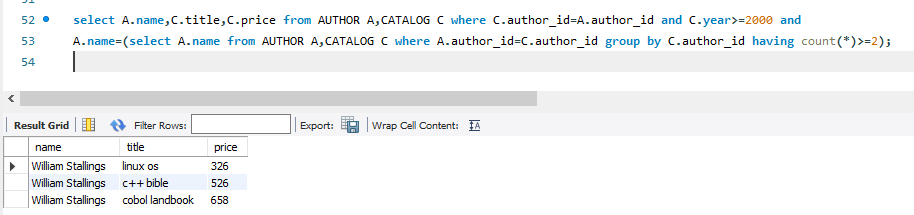 51
52 select A.name,C.title,C.price from AUTHOR A,CATALOG C where C.author_id=A.author_id and C.year>=2000 and
53 A.name=(select A.name from AUTHOR A,CATALOG C where A.author_id=C.author_id group by C.author_id having count(*)>=2);
54
Result Grid Filter Rows: Export: Wrap Cell Content: IA
name title price
William Stallings linux os 326
William Stallings c++ bible 526
William Stallings cobol landbook 658